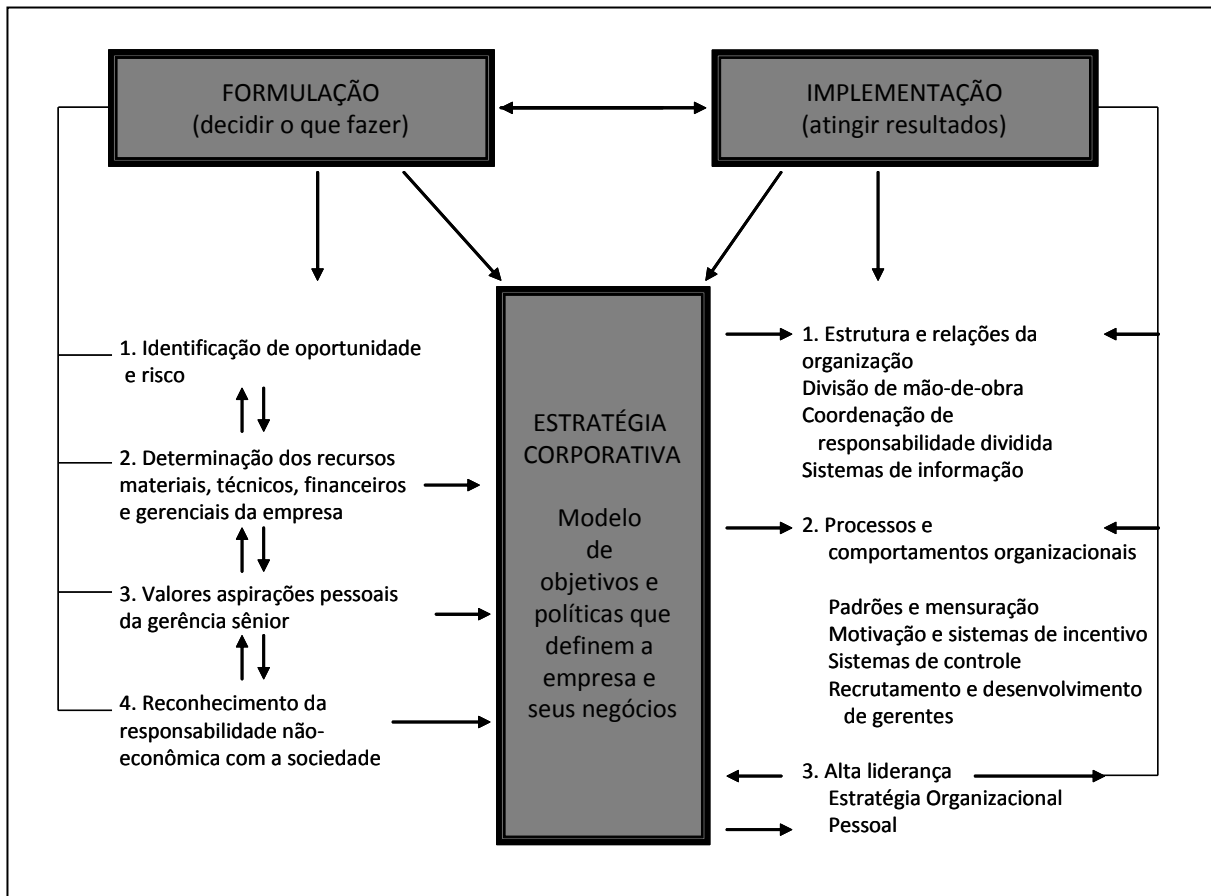 FORMULAÇÃO
(decidir o que fazer)
IMPLEMENTAÇÃO
(atingir resultados)
1. Identificação de oportunidade
e risco
2. Determinação dos recursos
materiais, técnicos, financeiros
e gerenciais da empresa
3. Valores aspirações pessoais
da gerência sênior
4. Reconhecimento da
responsabilidade não-
econômica com a sociedade
ESTRATÉGIA
CORPORATIVA
Modelo
de
objetivos e
políticas que
definem a
empresa e
seus negócios
1. Estrutura e relações da
organização
Divisão de mão-de-obra
Coordenação de
responsabilidade dividida
Sistemas de informação
2. Processos e
comportamentos organizacionais
Padrões e mensuração
Motivação e sistemas de incentivo
Sistemas de controle
Recrutamento e desenvolvimento
de gerentes
3. Alta liderança
Estratégia Organizacional
Pessoal